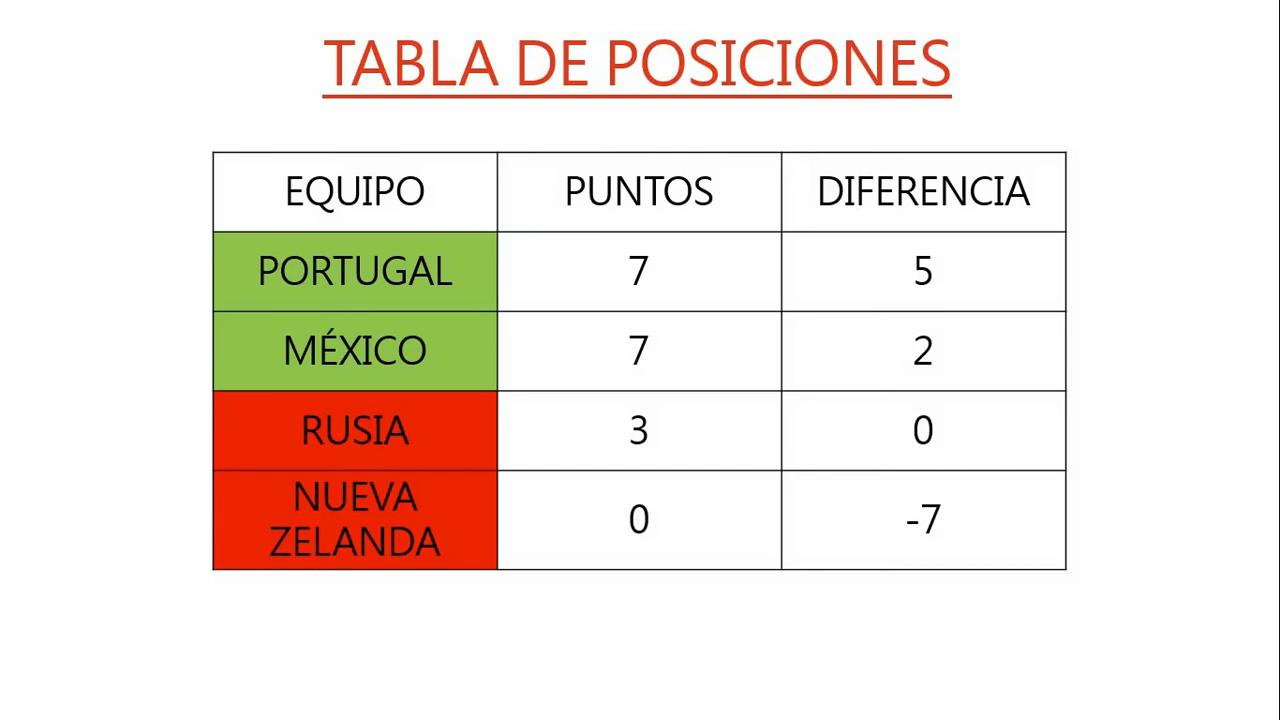 TABLA DE POSICIONES
EQUIPO PUNTOS DIFERENCIA
PORTUGAL 7 5
MÉXICO 7 2
RUSIA 3 0
NUEVA
ZELANDA 0 -7